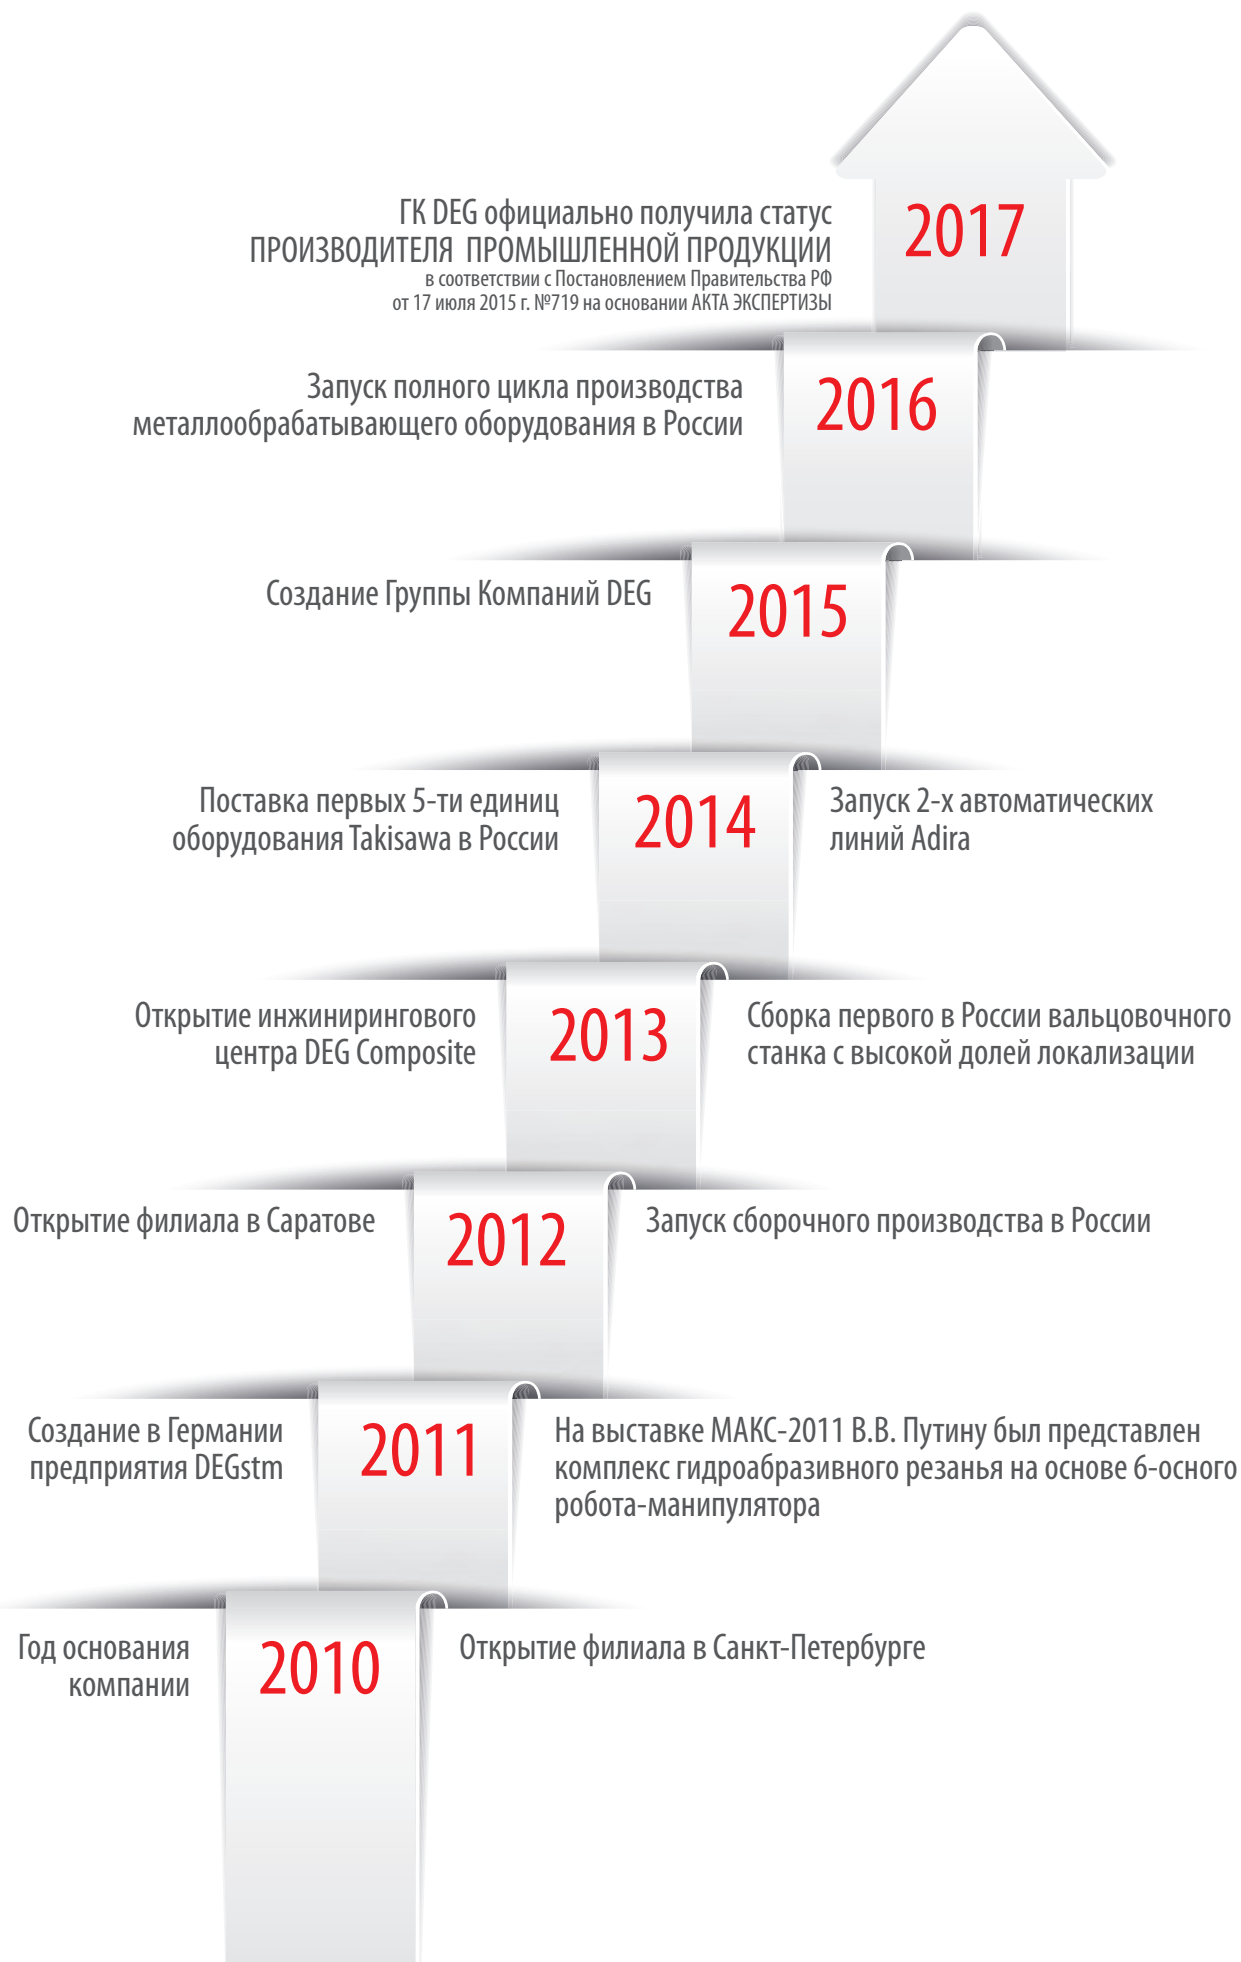 ГК DEG официально получила статус
ПРОИЗВОДИТЕЛЯ ПРОМЫШЛЕННОЙ ПРОДУКЦИИ
в соответствии с Постановлением Правительства РФ
от 17 июля 2015 г. №719 на основании АКТА ЭКСПЕРТИЗЫ
2017
Запуск полного цикла производства
металлообрабатывающего оборудования в России
2016
Создание Группы Компаний DEG
2015
Поставка первых 5-ти единиц
оборудования Takisawa в России
2014
Запуск 2-х автоматических
линий Adira
Открытие инжинирингового
центра DEG Composite
2013
Сборка первого в России вальцовочного
станка с высокой долей локализации
Открытие филиала в Саратове
2012
Запуск сборочного производства в России
Создание в Германии
предприятия DEGstm
2011
На выставке МАКС-2011 В.В. Путину был представлен
комплекс гидроабразивного резанья на основе 6-осного
робота-манипулятора
Год основания
компании
2010
Открытие филиала в Санкт-Петербурге